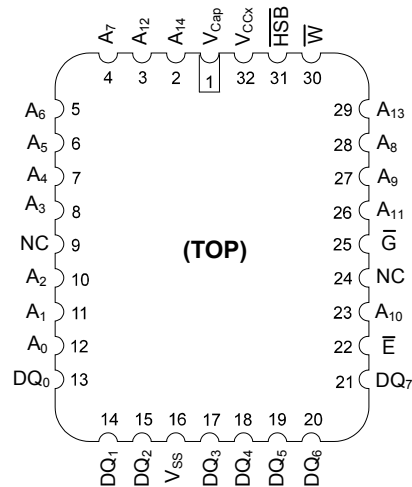 A7 A12 A14 VCap VCCx H̅S̅B̅ W̅
4 3 2 1 32 31 30
A6 5 29 A13
A5 6 28 A8
A4 7 27 A9
A3 8 26 A11
NC 9 (TOP) 25 G̅
A2 10 24 NC
A1 11 23 A10
A0 12 22 E̅
DQ0 13 21 DQ7
14 15 16 17 18 19 20
DQ1 DQ2 VSS DQ3 DQ4 DQ5 DQ6